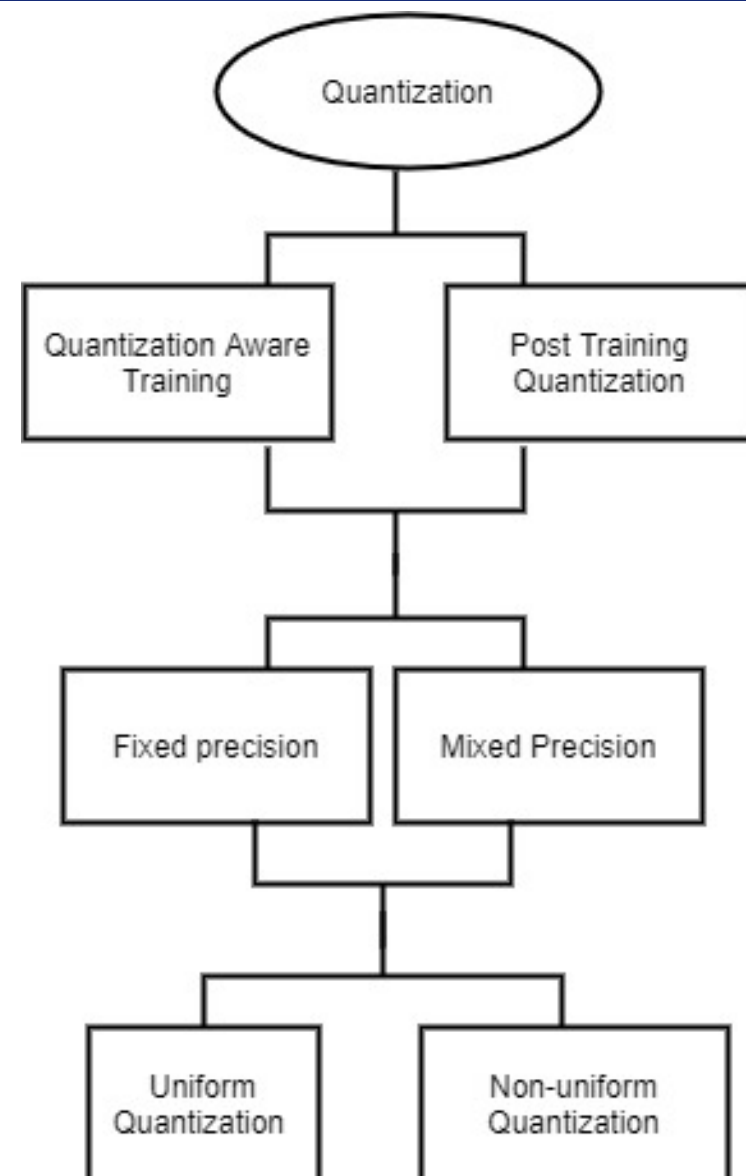 Quantization
Quantization Aware
Training
Post Training
Quantization
Fixed precision
Mixed Precision
Uniform
Quantization
Non-uniform
Quantization